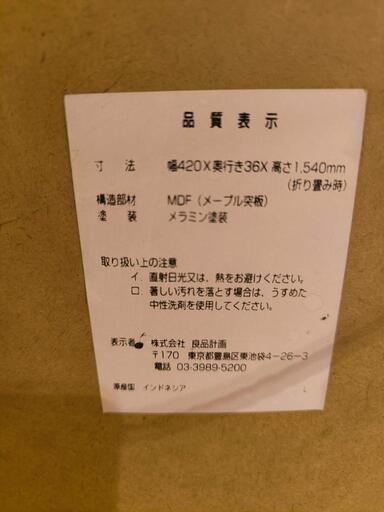 品質表示
寸法 幅420X奥行き36X高さ1,540mm
(折り畳み時)
構造部材 MDF (メープル突板)
塗装 メラミン塗装
取り扱い上の注意
イ. 直射日光又は、熱をお避けください。
ロ. 著しい汚れを落とす場合は、うすめた
中性洗剤を使用してください。
表示者 株式会社 良品計画
〒170 東京都豊島区東池袋4-26-3
電話 03-3989-5200
原産国 インドネシア